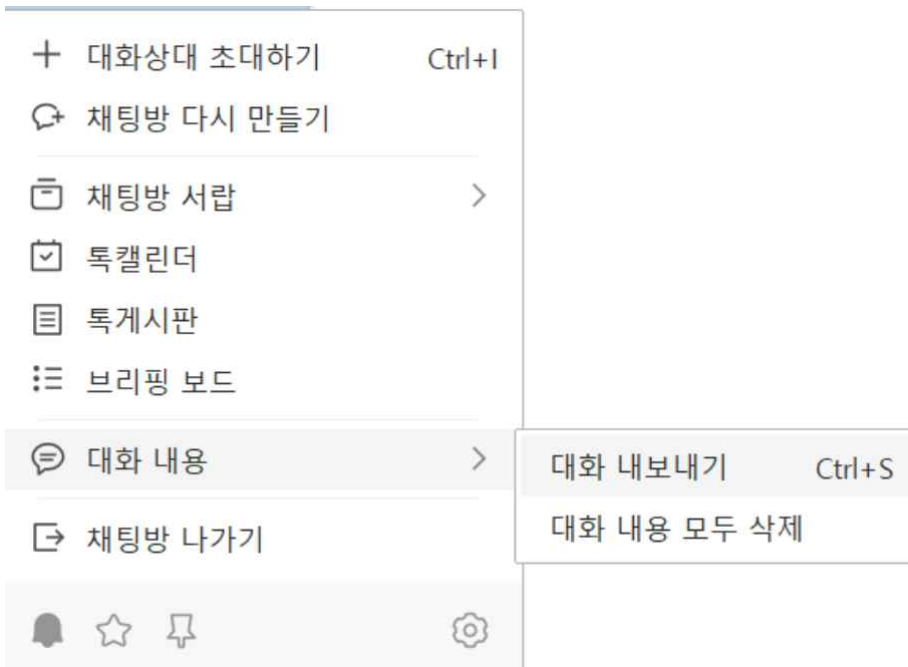 대화상대 초대하기 Ctrl+I
채팅방 다시 만들기
채팅방 서랍
톡캘린더
톡게시판
브리핑 보드
대화 내용
대화 내보내기 Ctrl+S
대화 내용 모두 삭제
채팅방 나가기